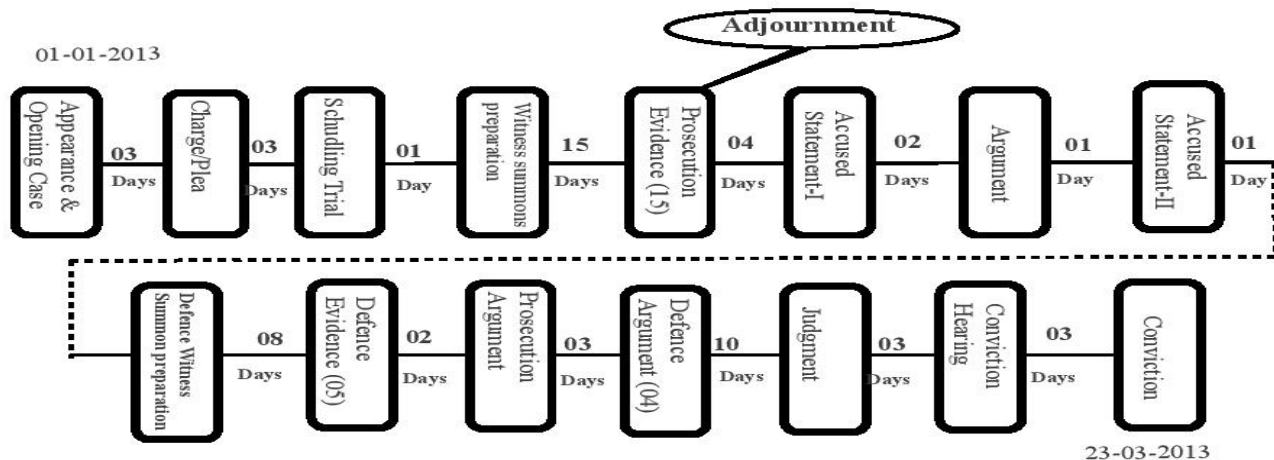 Adjournment
01-01-2013
Appearance &
Opening Case
03
Days
Charge/Plea
03
Days
Schudling Trial
01
Day
Witness summons
preparation
15
Days
Prosecution
Evidence (15)
04
Days
Accused
Statement-I
02
Days
Argument
01
Day
Accused
Statement-II
01
Day
Defence Witness
Summon preparation
08
Days
Defence
Evidence (05)
02
Days
Prosecution
Argument
03
Days
Defence
Argument (04)
10
Days
Judgment
03
Days
Conviction
Hearing
03
Days
Conviction
23-03-2013